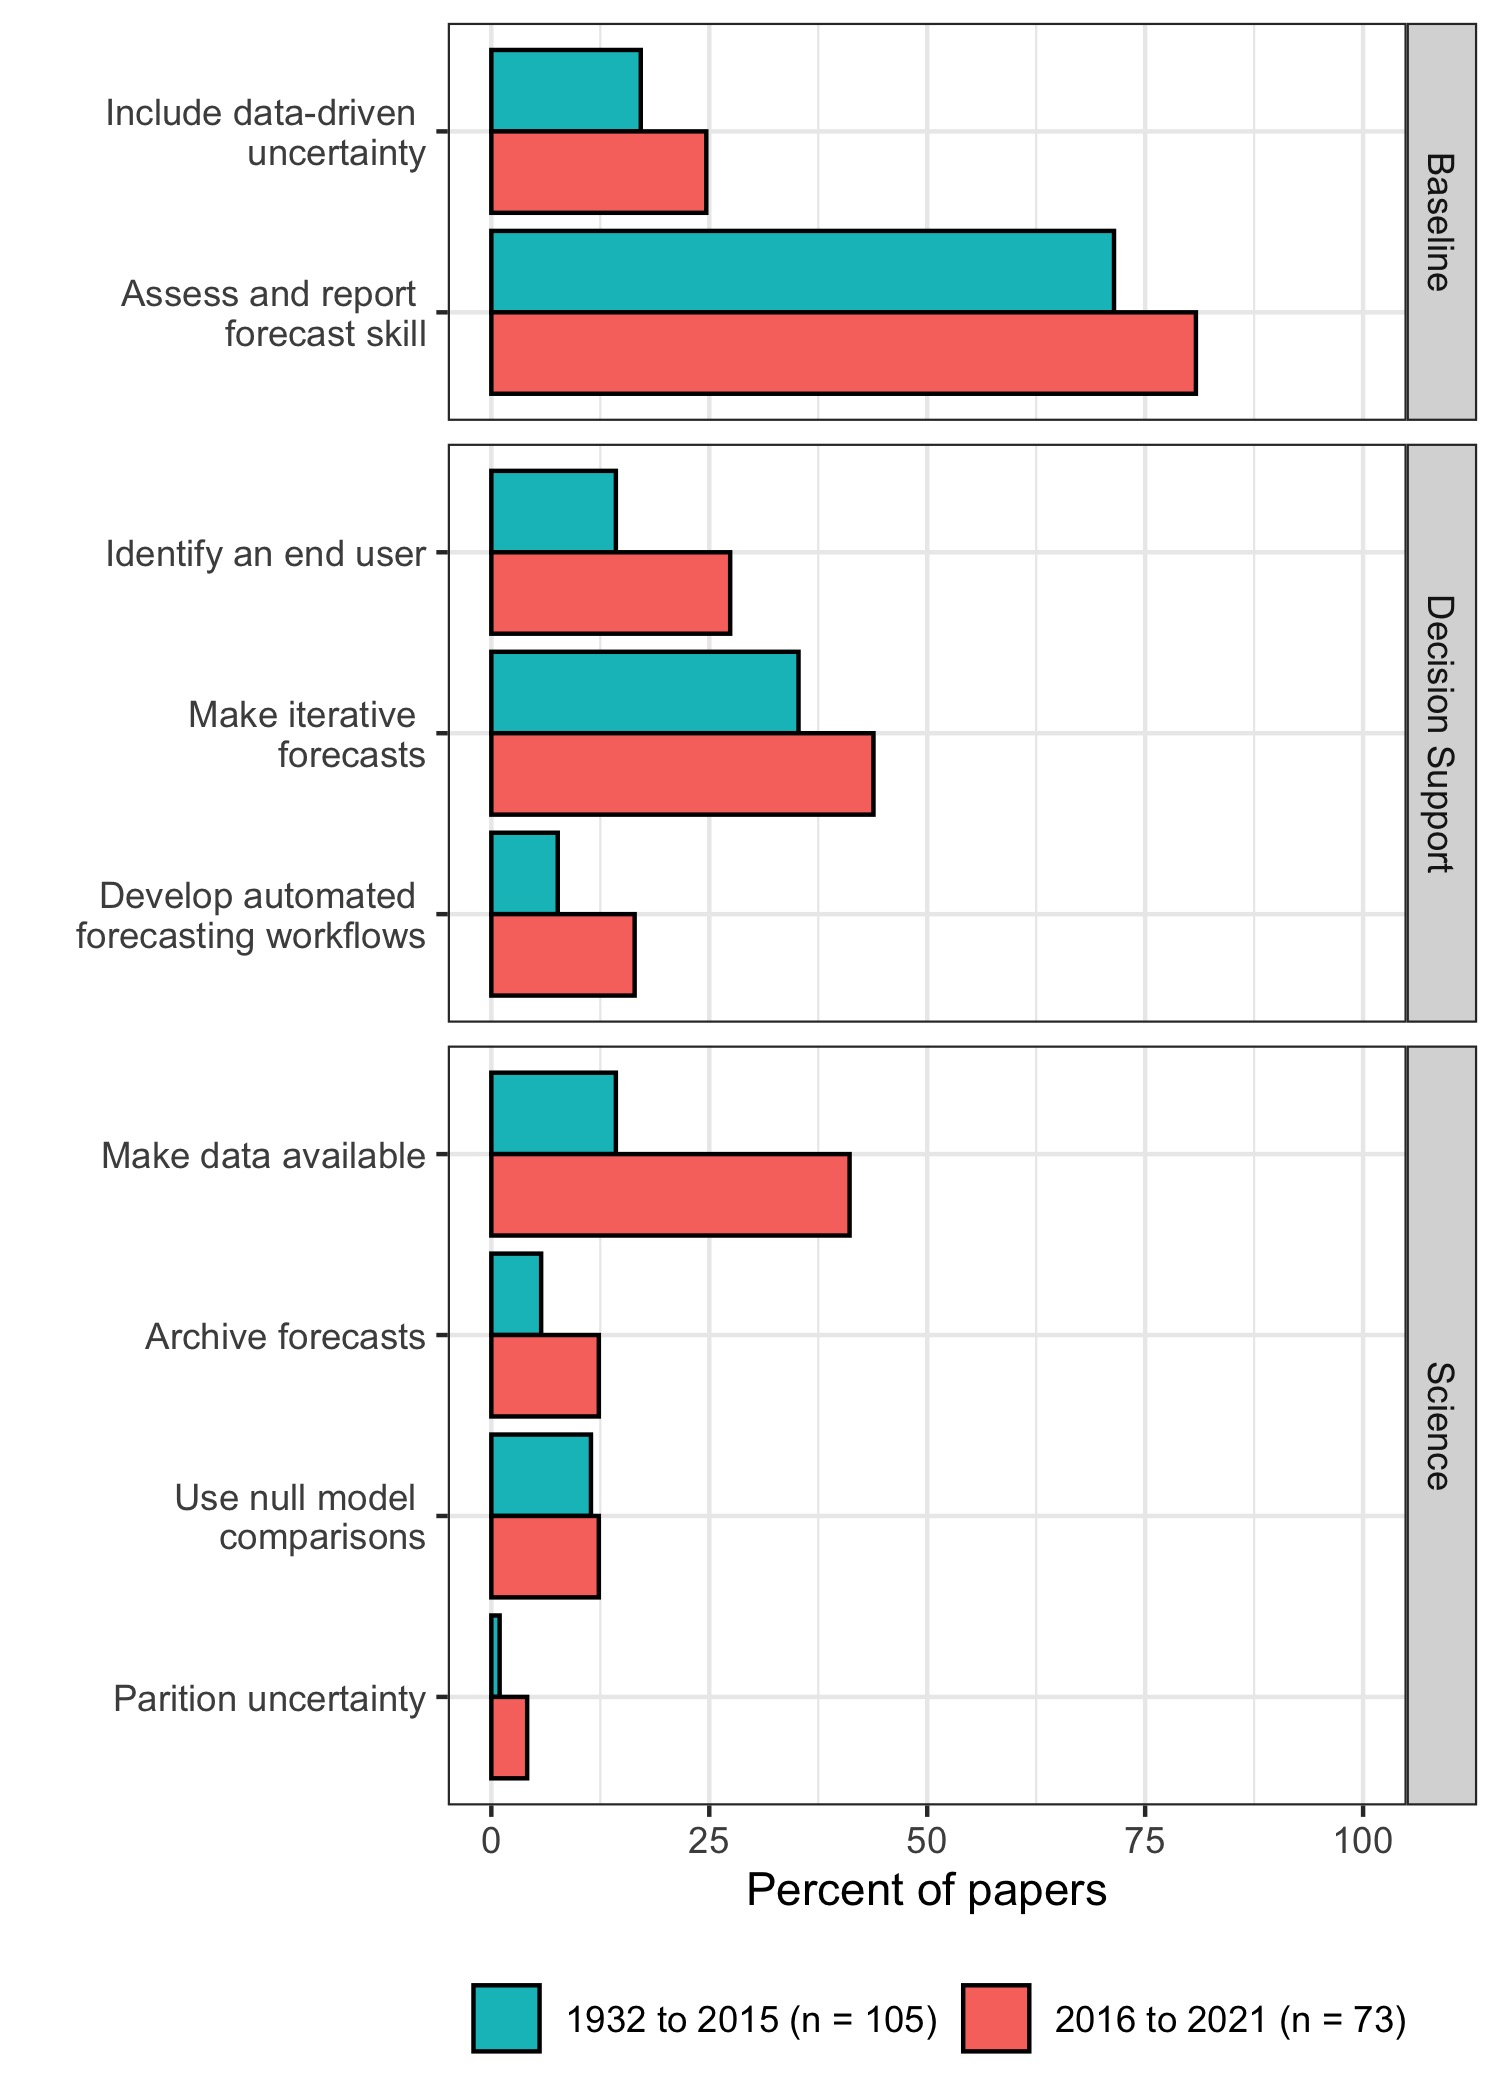 Include data-driven
uncertainty
Assess and report
forecast skill
Baseline
Identify an end user
Make iterative
forecasts
Develop automated
forecasting workflows
Decision Support
Make data available
Archive forecasts
Use null model
comparisons
Parition uncertainty
Science
0 25 50 75 100
Percent of papers
1932 to 2015 (n = 105) 2016 to 2021 (n = 73)